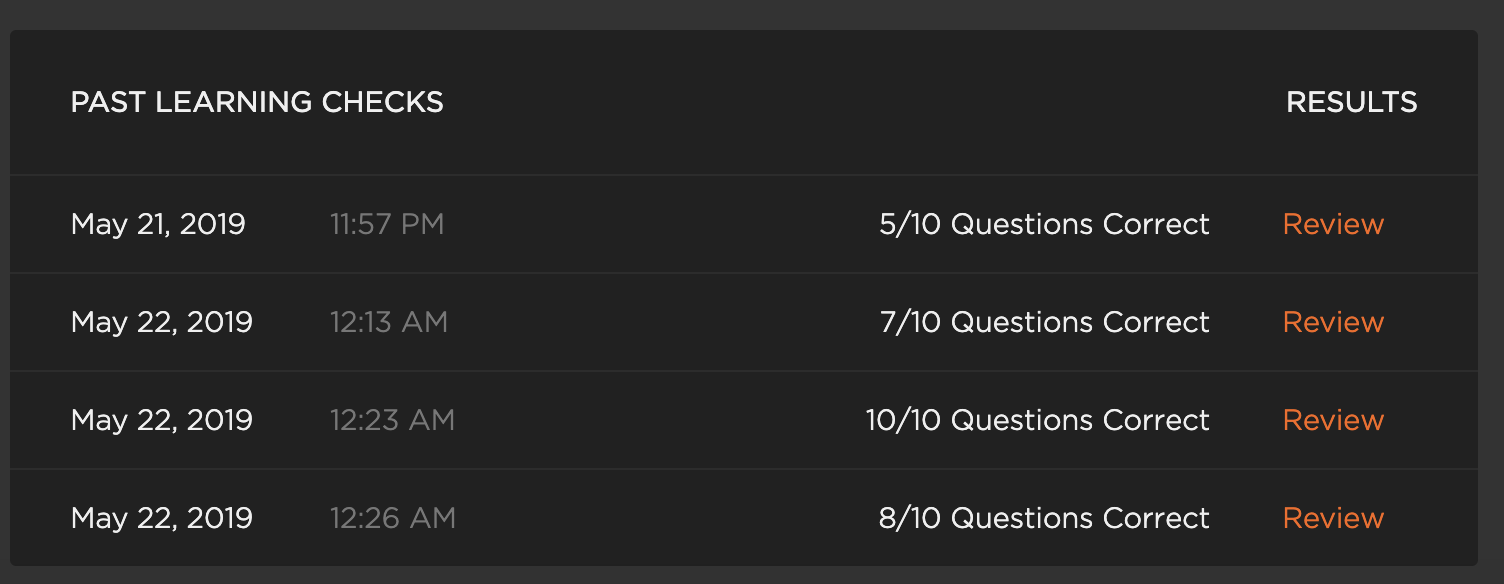 PAST LEARNING CHECKS RESULTS
May 21, 2019 11:57 PM 5/10 Questions Correct Review
May 22, 2019 12:13 AM 7/10 Questions Correct Review
May 22, 2019 12:23 AM 10/10 Questions Correct Review
May 22, 2019 12:26 AM 8/10 Questions Correct Review